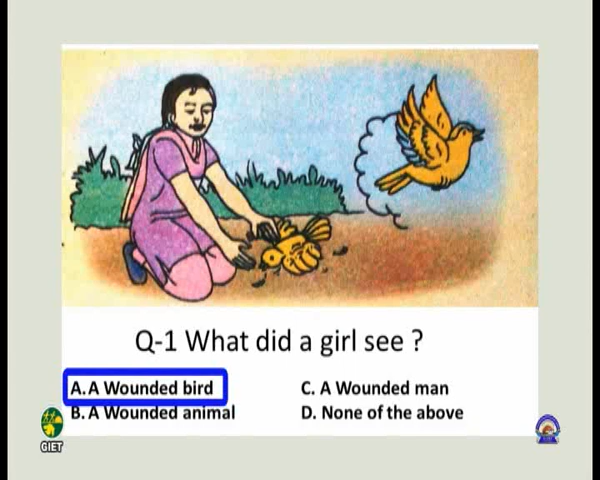 Q-1 What did a girl see ?
A. A Wounded bird
C. A Wounded man
B. A Wounded animal
D. None of the above
GIET